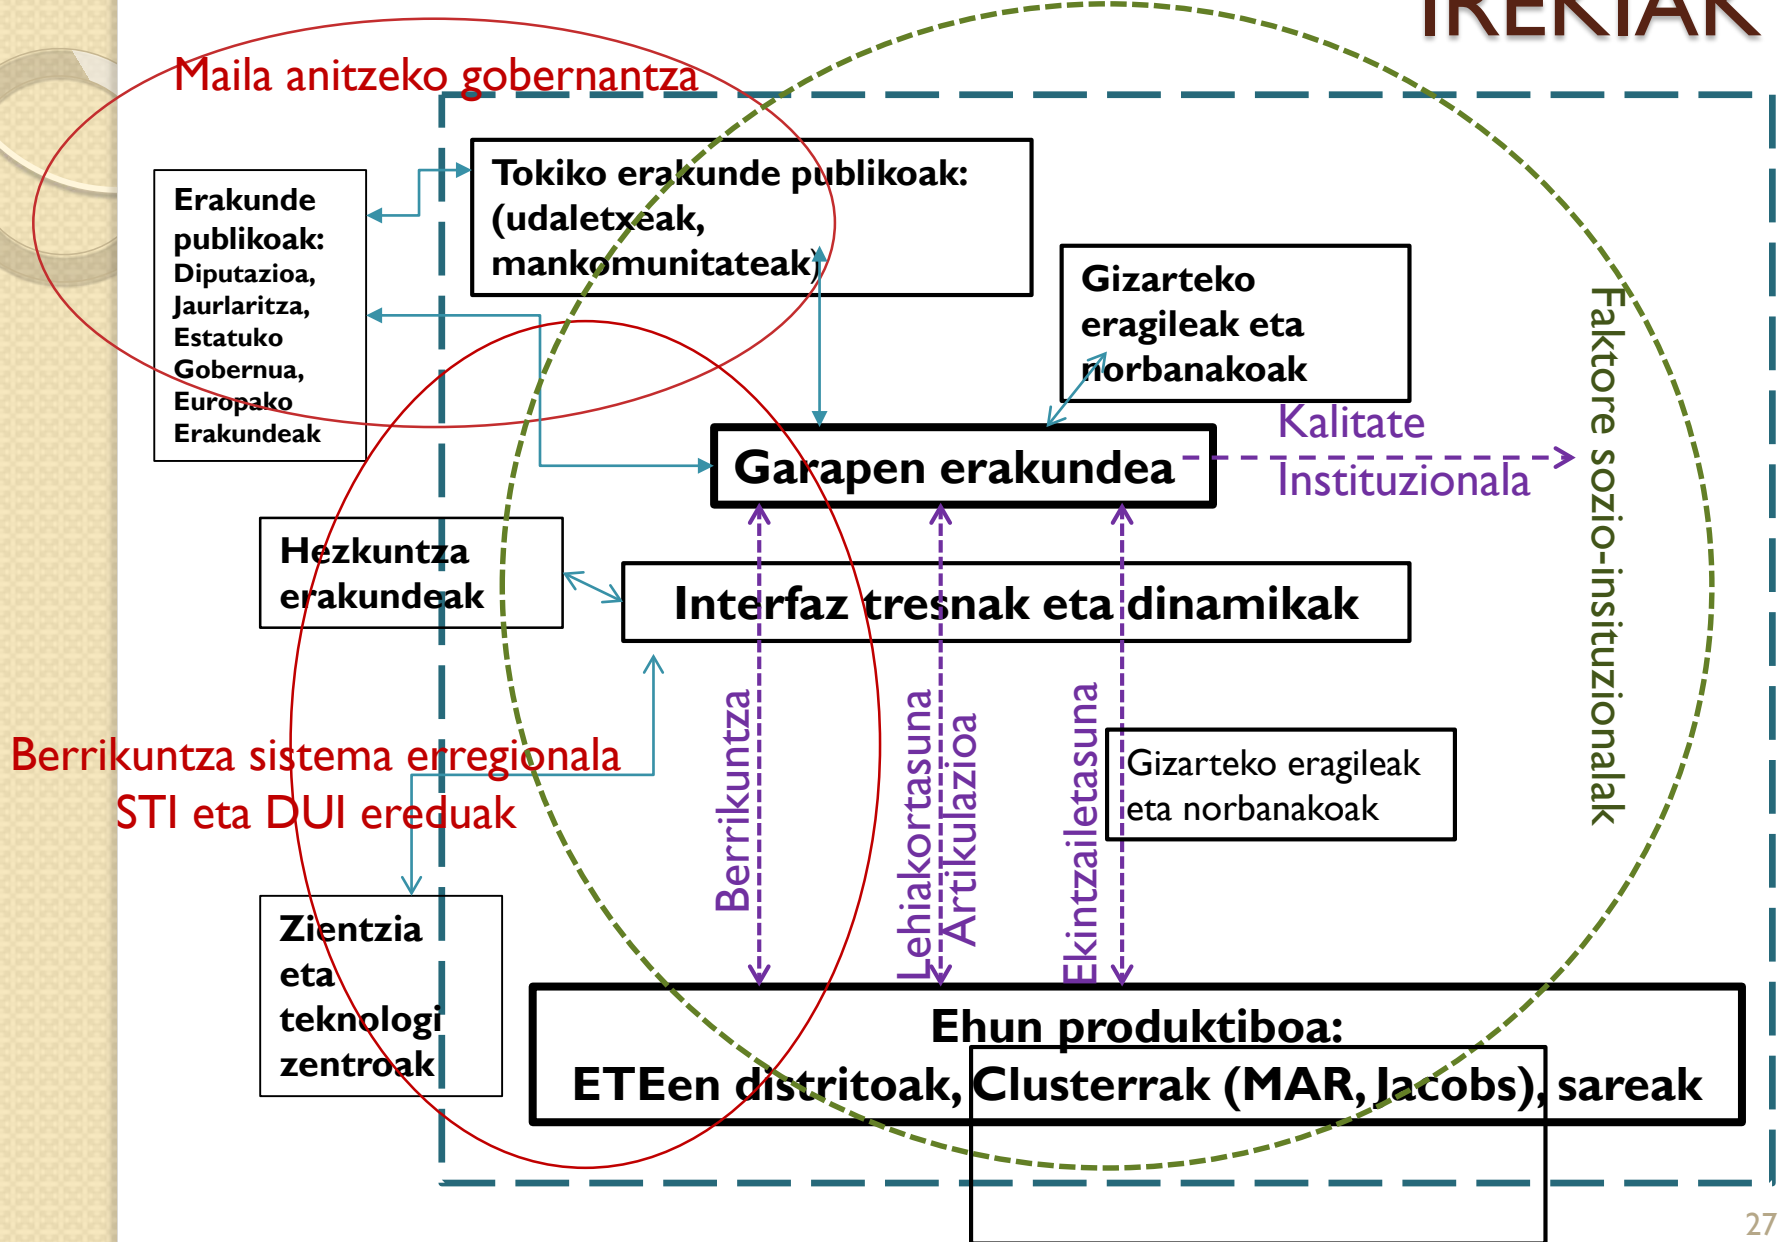 IREKIAK
Maila anitzeko gobernantza
Tokiko erakunde publikoak:
(udaletxeak,
mankomunitateak)
Erakunde
publikoak:
Diputazioa,
Jaurlaritza,
Estatuko
Gobernua,
Europako
Erakundeak
Gizarteko
eragileak eta
norbanakoak
Kalitate
Instituzionala
Garapen erakundea
Faktore sozio-insituzionalak
Hezkuntza
erakundeak
Interfaz tresnak eta dinamikak
Berrikuntza sistema erregionala
STI eta DUI ereduak
Berrikuntza
Lehiakortasuna
Artikulazioa
Ekintzailetasuna
Gizarteko eragileak
eta norbanakoak
Zientzia
eta
teknologi
zentroak
Ehun produktiboa:
ETEen distritoak, Clusterrak (MAR, Jacobs), sareak
27